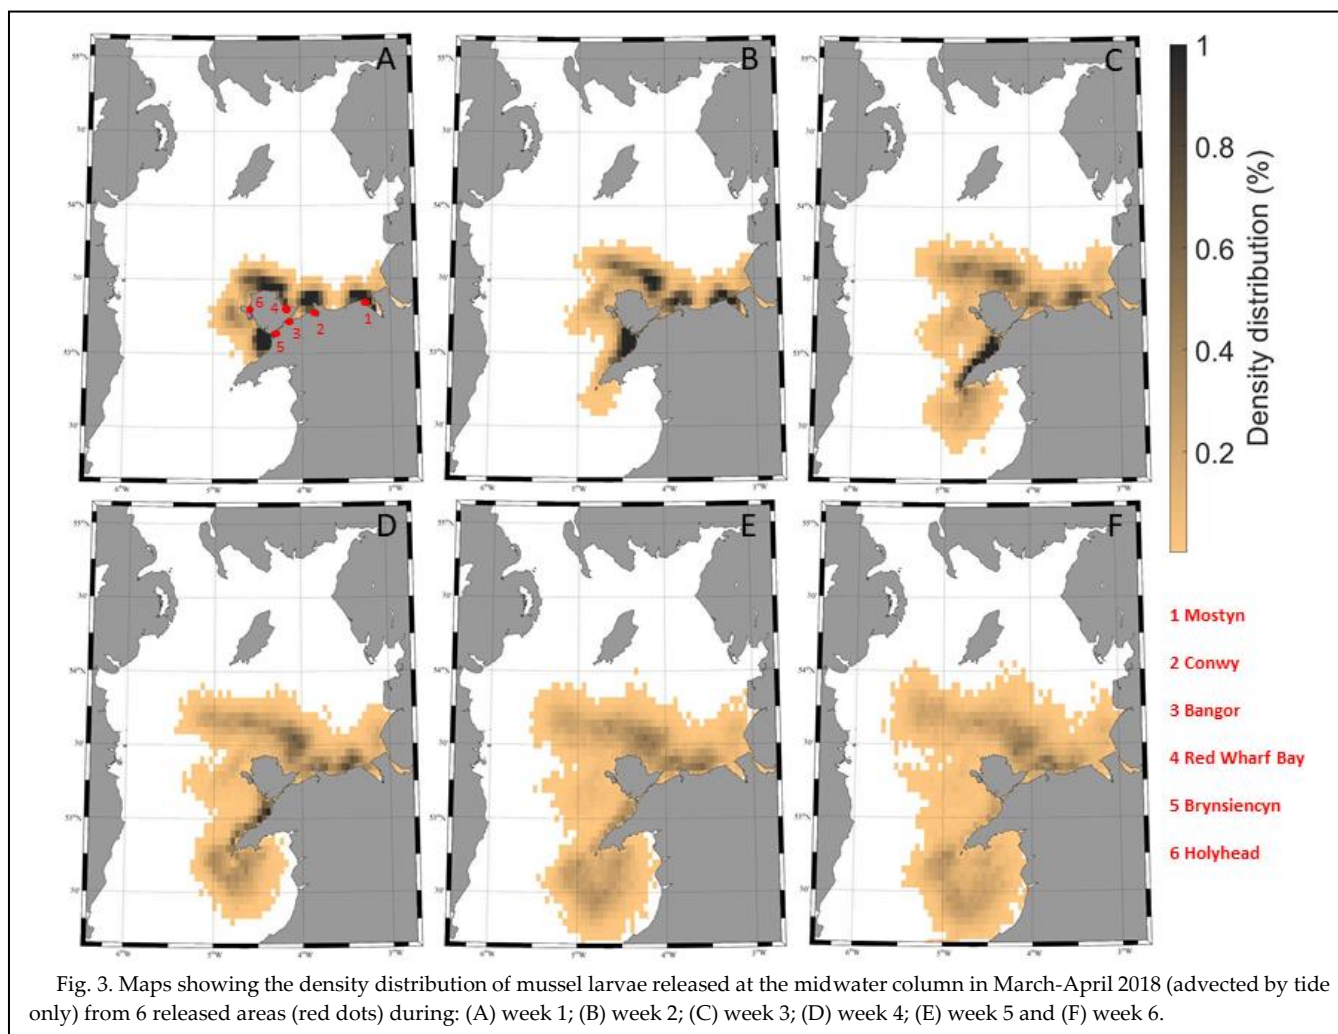 A
B
C
6
4
3
2
1
5
1
0.8
0.6
0.4
0.2
Density distribution (%)
D
E
F
1 Mostyn
2 Conwy
3 Bangor
4 Red Wharf Bay
5 Brynsiencyn
6 Holyhead
Fig. 3. Maps showing the density distribution of mussel larvae released at the midwater column in March-April 2018 (advected by tide
only) from 6 released areas (red dots) during: (A) week 1; (B) week 2; (C) week 3; (D) week 4; (E) week 5 and (F) week 6.